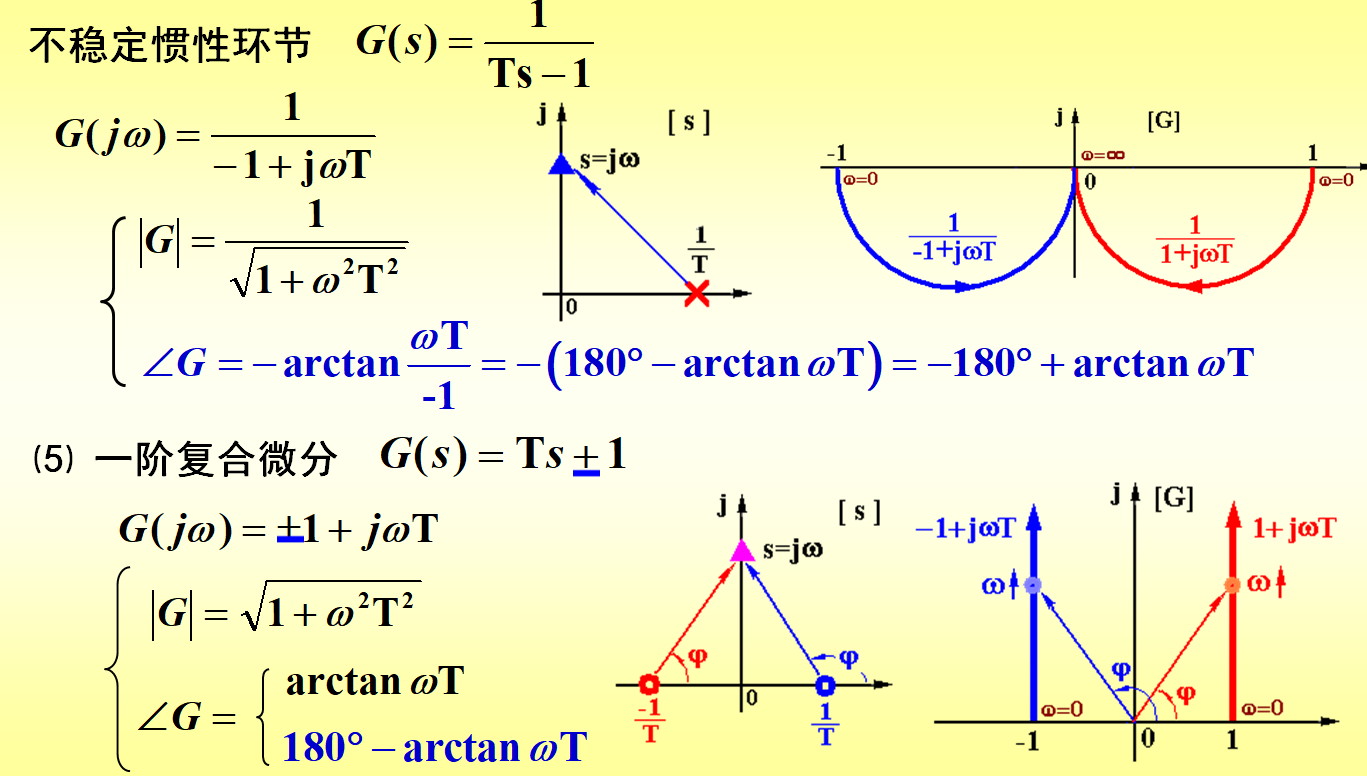 不稳定惯性环节 G(s) = 1/(Ts − 1)
G(jω) = 1/(−1 + jωT)
|G| = 1/√(1 + ω²T²)
∠G = −arctan ωT/-1 = −(180° − arctan ωT) = −180° + arctan ωT
j [ s ]
s=jω
1/T
0
j [G]
-1 ω=∞ 1
ω=0 0 ω=0
1/(-1+jωT) 1/(1+jωT)
⑸ 一阶复合微分 G(s) = Ts ± 1
G(jω) = ±1 + jωT
|G| = √(1 + ω²T²)
∠G = { arctan ωT
180° − arctan ωT
j [ s ]
s=jω
φ φ
-1/T 0 1/T
j [G]
−1+jωT 1+jωT
ω ω
φ φ
ω=0 ω=0
-1 0 1